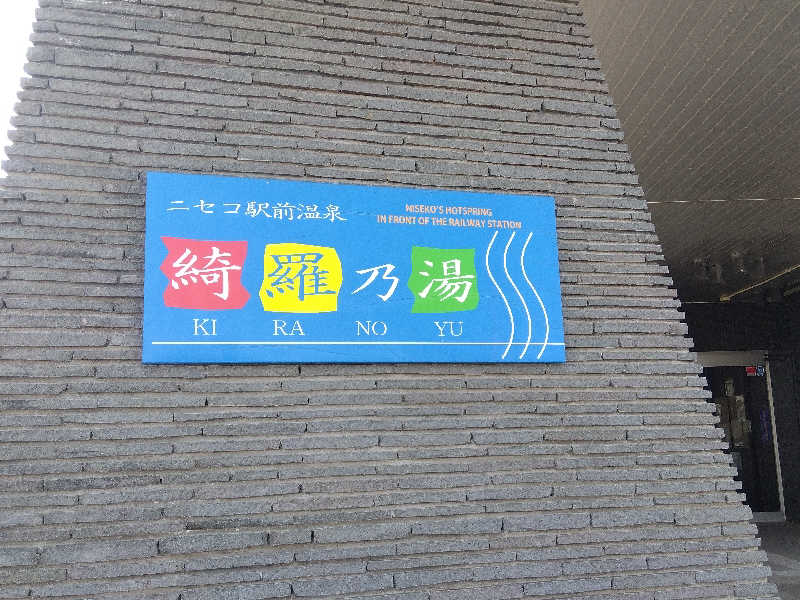 ニセコ駅前温泉
NISEKO'S HOTSPRING
IN FRONT OF THE RAILWAY STATION
綺羅乃湯
KI RA NO YU